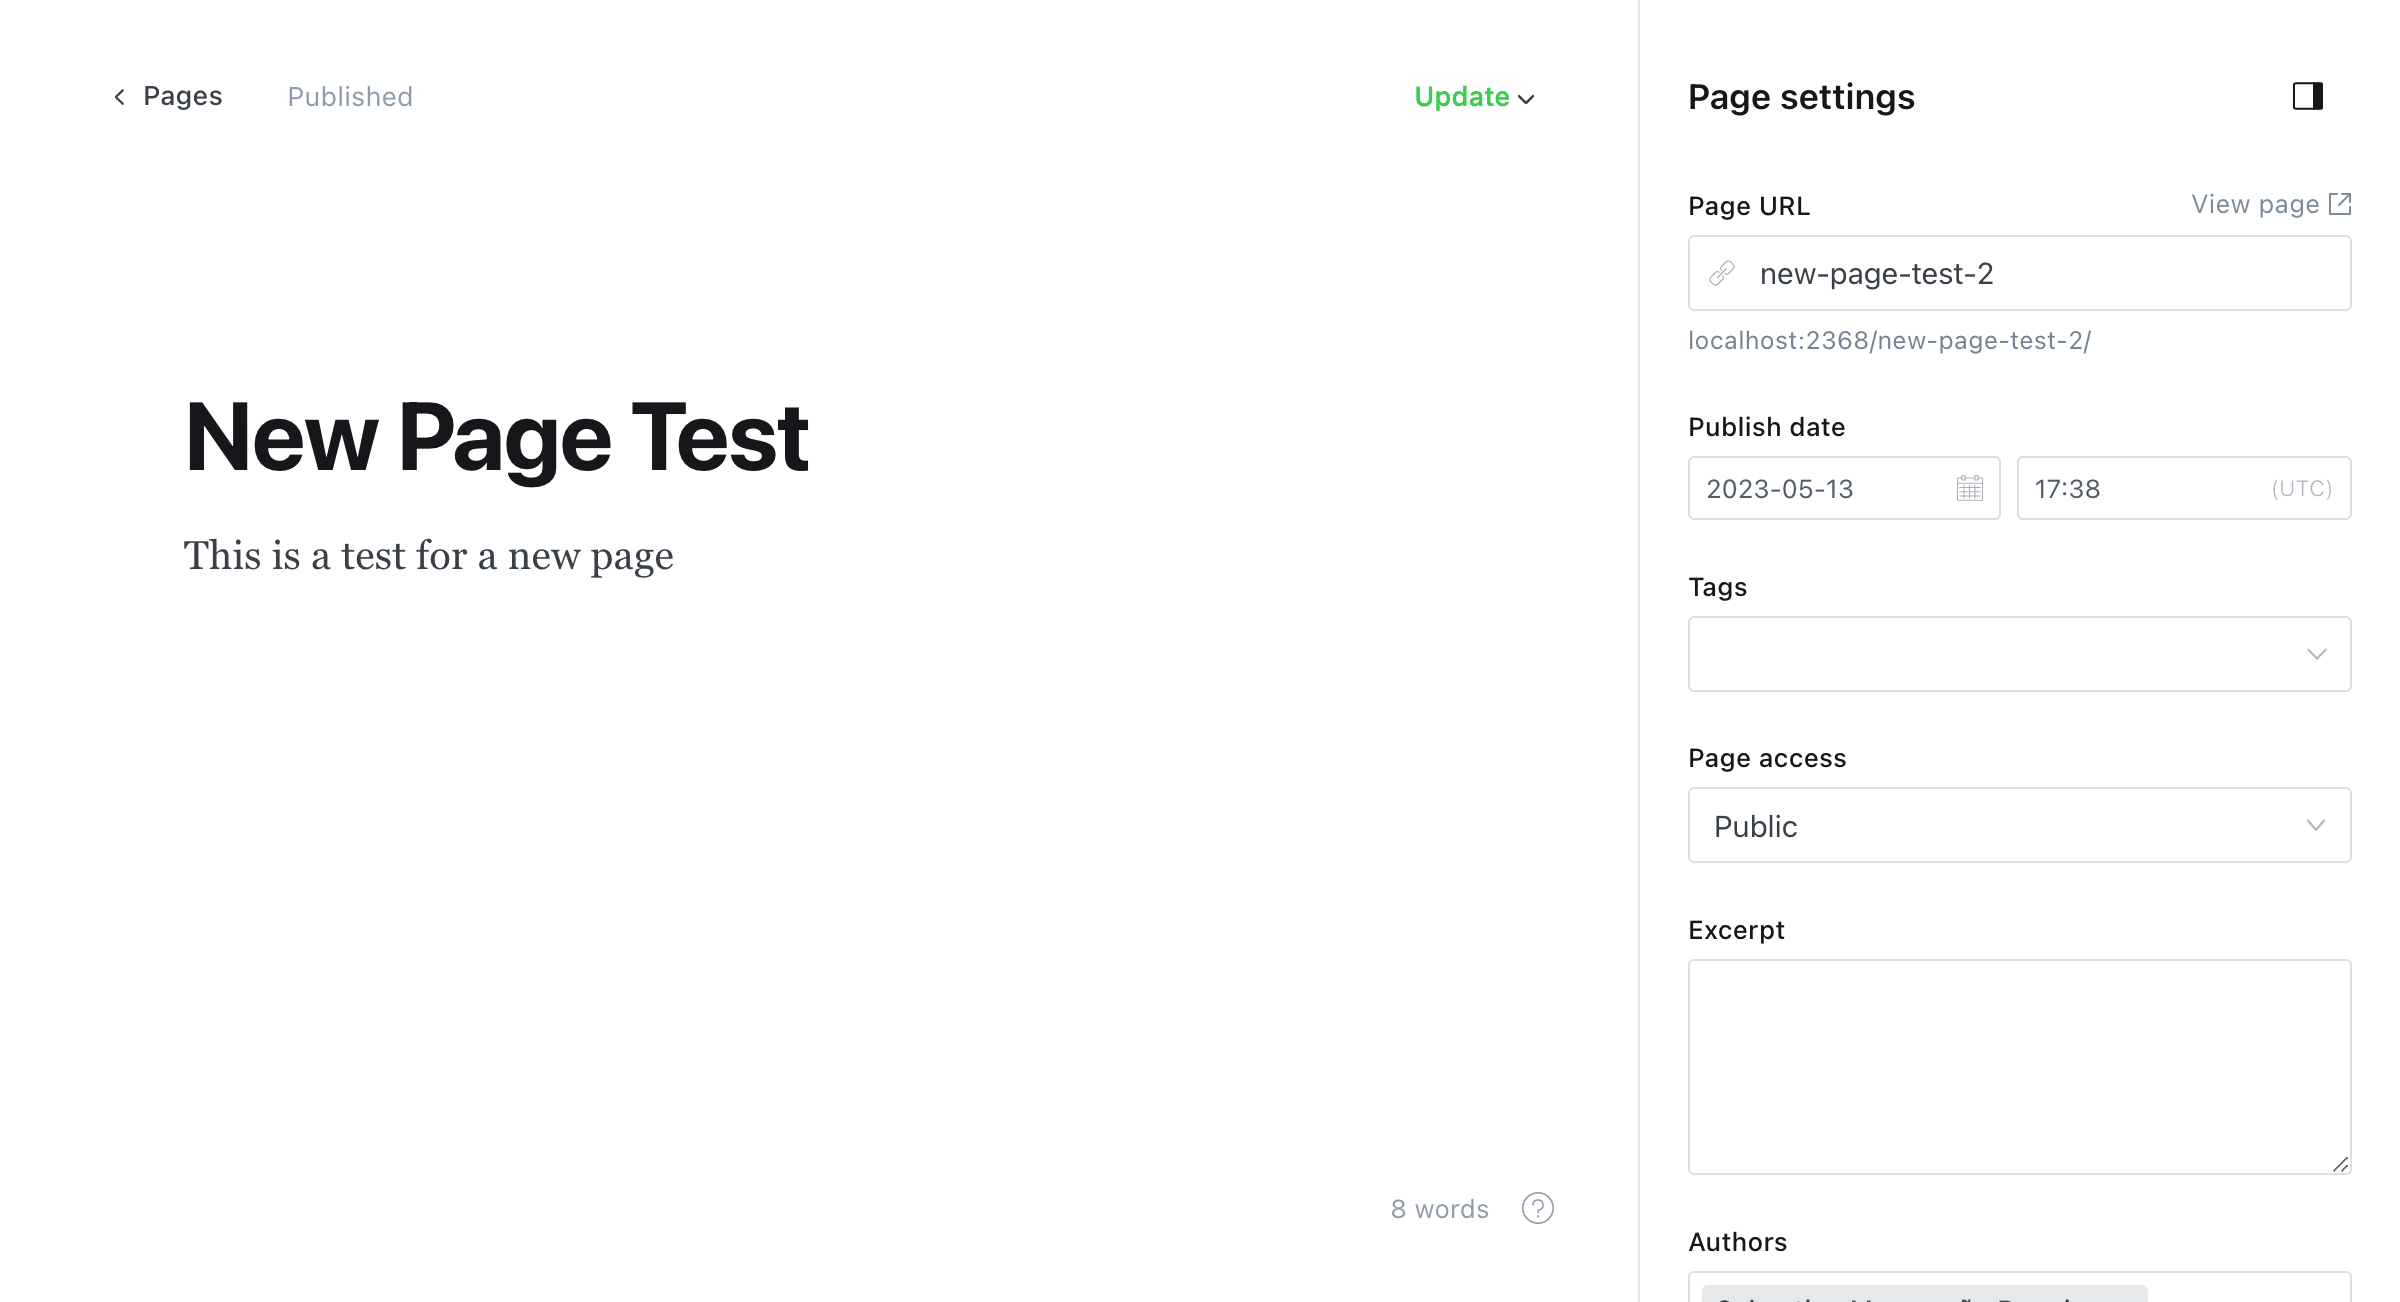 Pages
Published
Update
Page settings
Page URL
View page
new-page-test-2
localhost:2368/new-page-test-2/
Publish date
2023-05-13
17:38
(UTC)
New Page Test
This is a test for a new page
Tags
Page access
Public
Excerpt
8 words
?
Authors